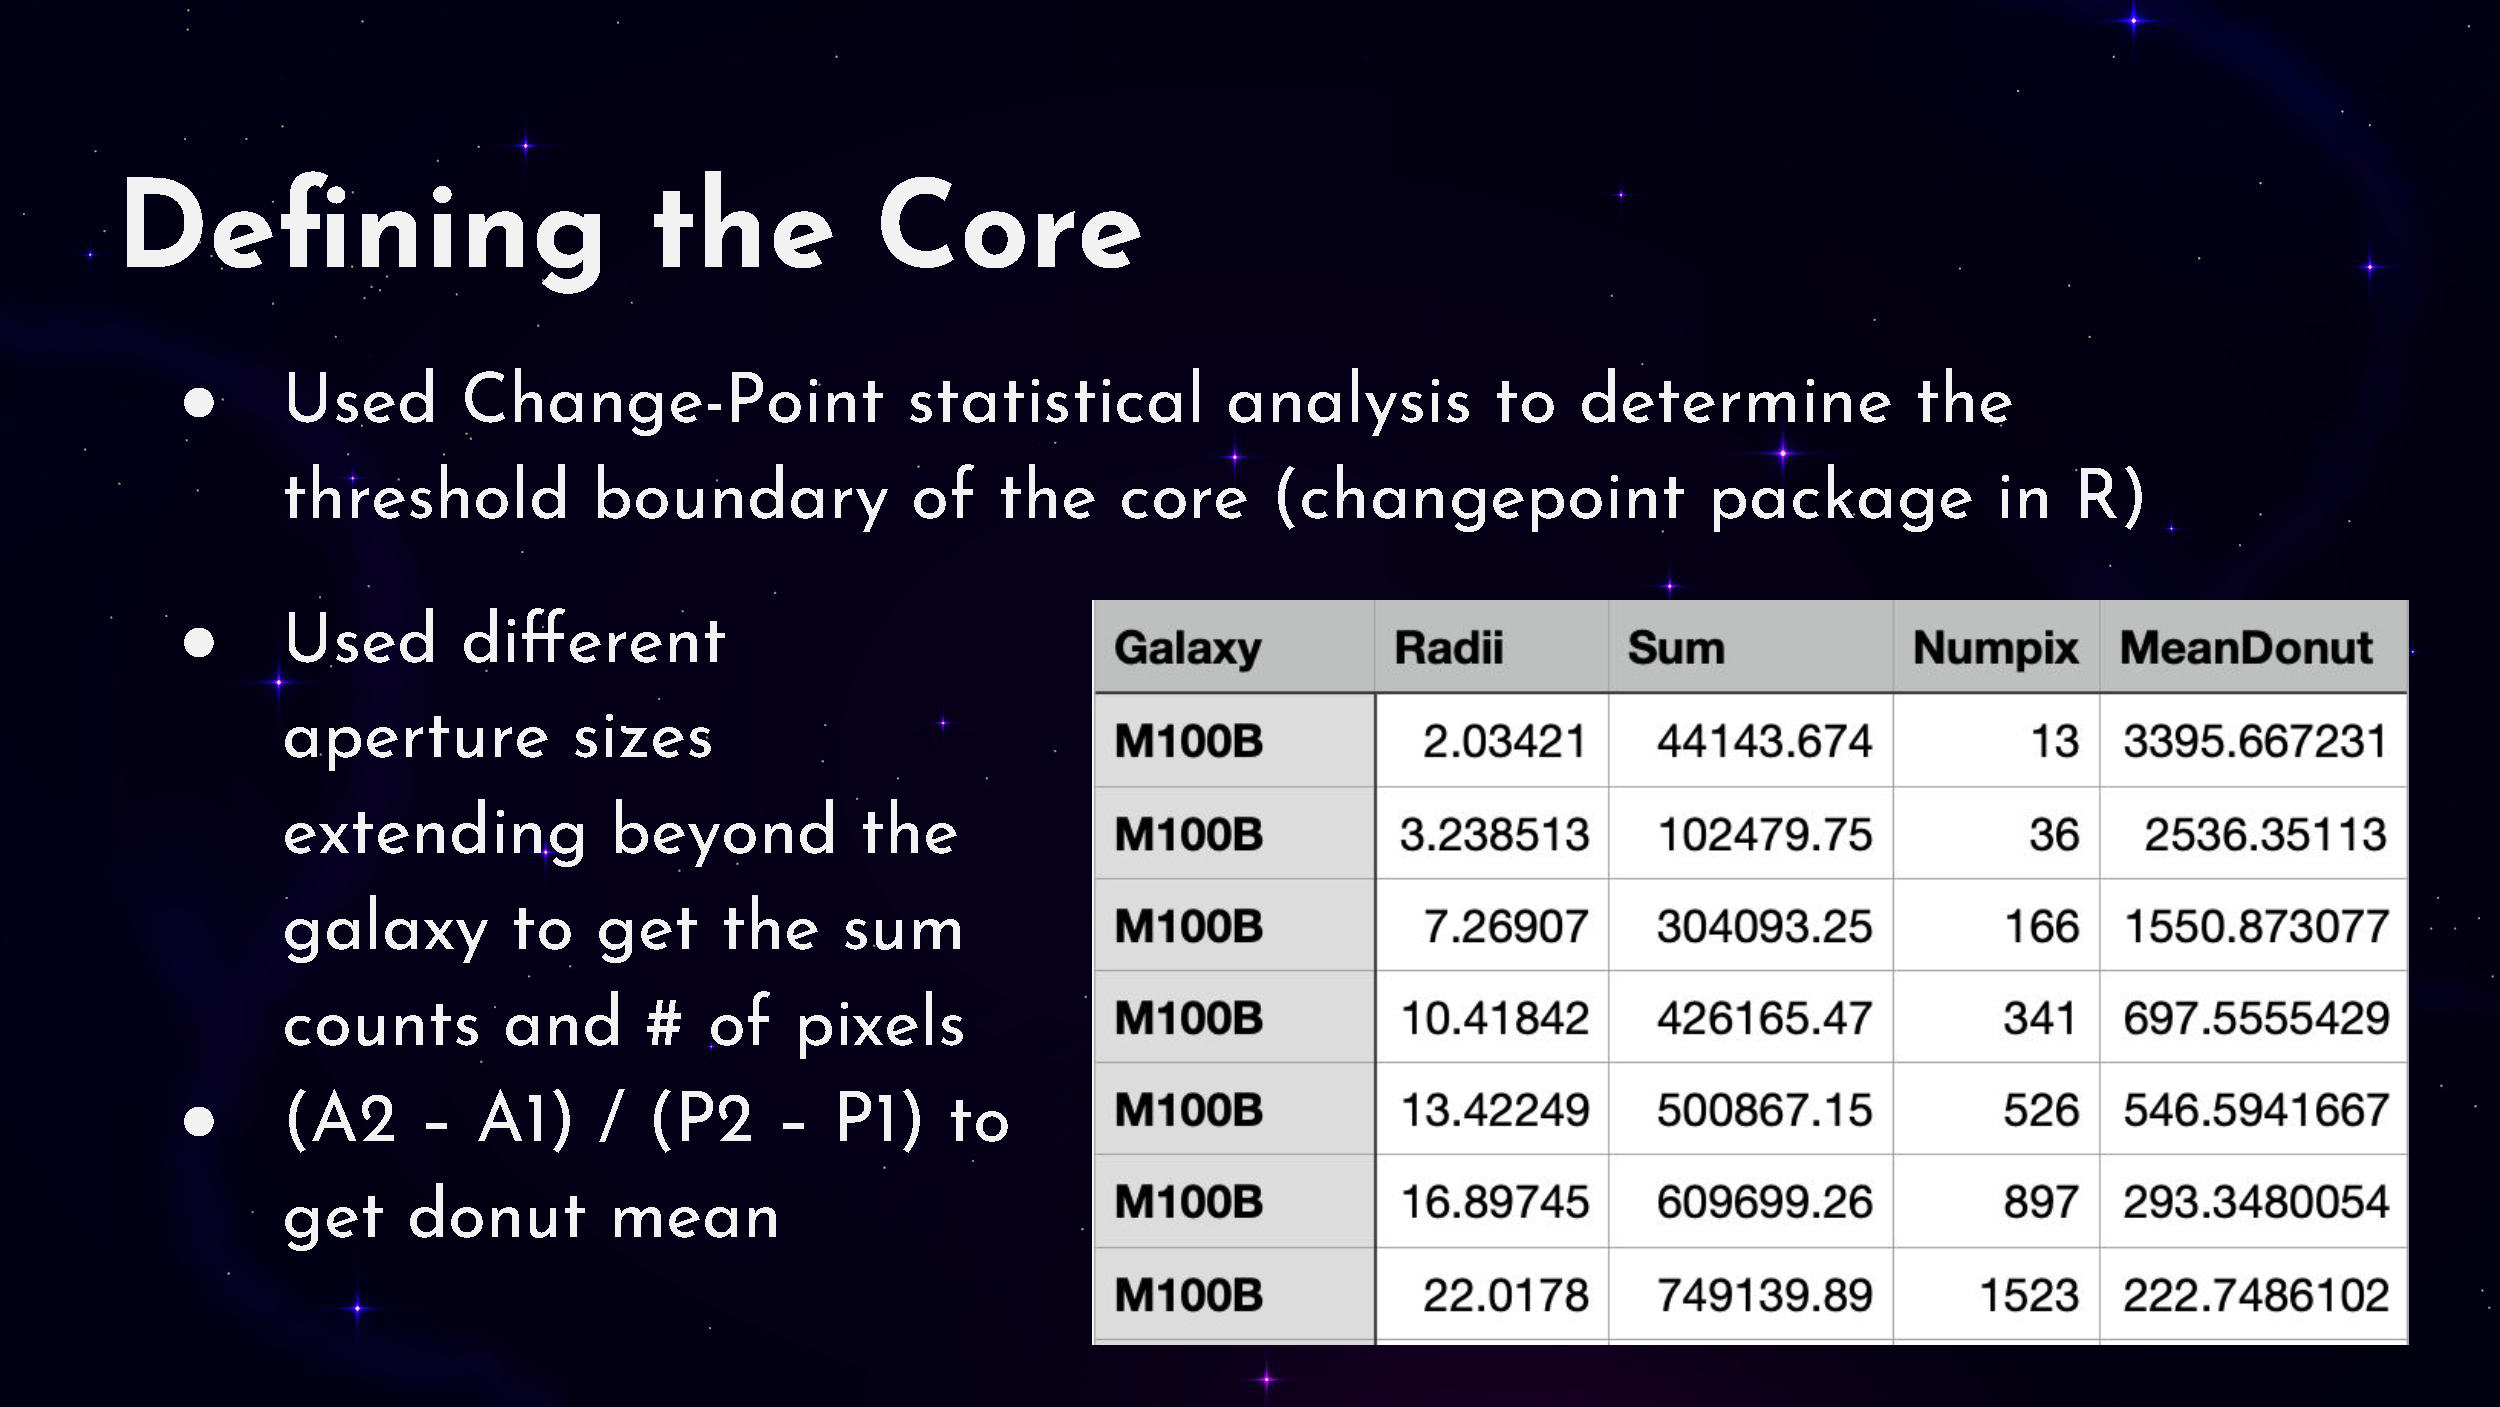 Defining the Core
● Used Change-Point statistical analysis to determine the
threshold boundary of the core (changepoint package in R)
● Used different
aperture sizes
extending beyond the
galaxy to get the sum
counts and # of pixels
● (A2 – A1) / (P2 – P1) to
get donut mean
Galaxy Radii Sum Numpix MeanDonut
M100B 2.03421 44143.674 13 3395.667231
M100B 3.238513 102479.75 36 2536.35113
M100B 7.26907 304093.25 166 1550.873077
M100B 10.41842 426165.47 341 697.5555429
M100B 13.42249 500867.15 526 546.5941667
M100B 16.89745 609699.26 897 293.3480054
M100B 22.0178 749139.89 1523 222.7486102